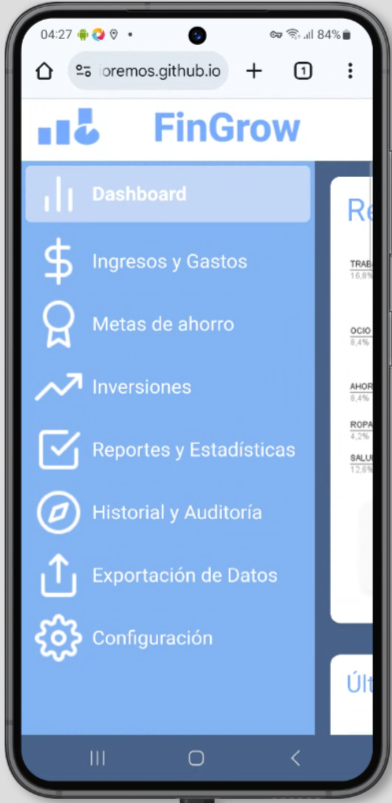 04:27
84%
oremos.github.io
1
FinGrow
Dashboard
Ingresos y Gastos
Metas de ahorro
Inversiones
Reportes y Estadísticas
Historial y Auditoría
Exportación de Datos
Configuración
Re
TRAB
16,8%
OCIO
8,4%
AHOR
8,4%
ROPA
4,2%
SALU
12,6%
Últ